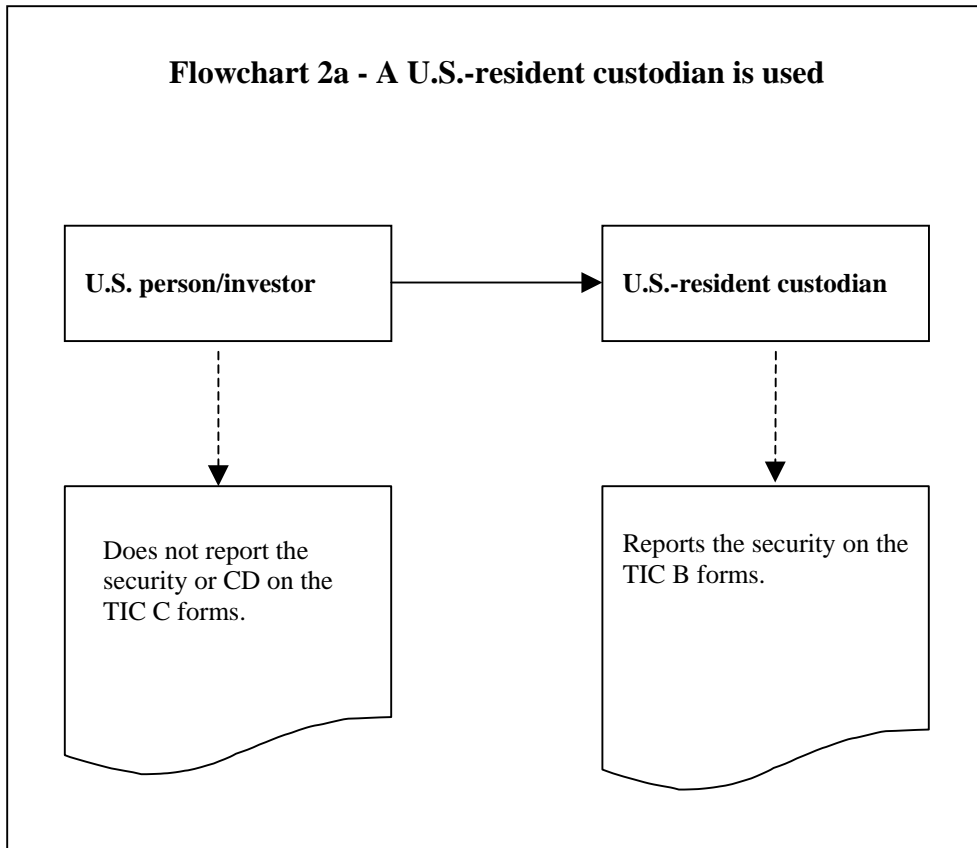 Flowchart 2a - A U.S.-resident custodian is used
U.S. person/investor
U.S.-resident custodian
Does not report the
security or CD on the
TIC C forms.
Reports the security on the
TIC B forms.